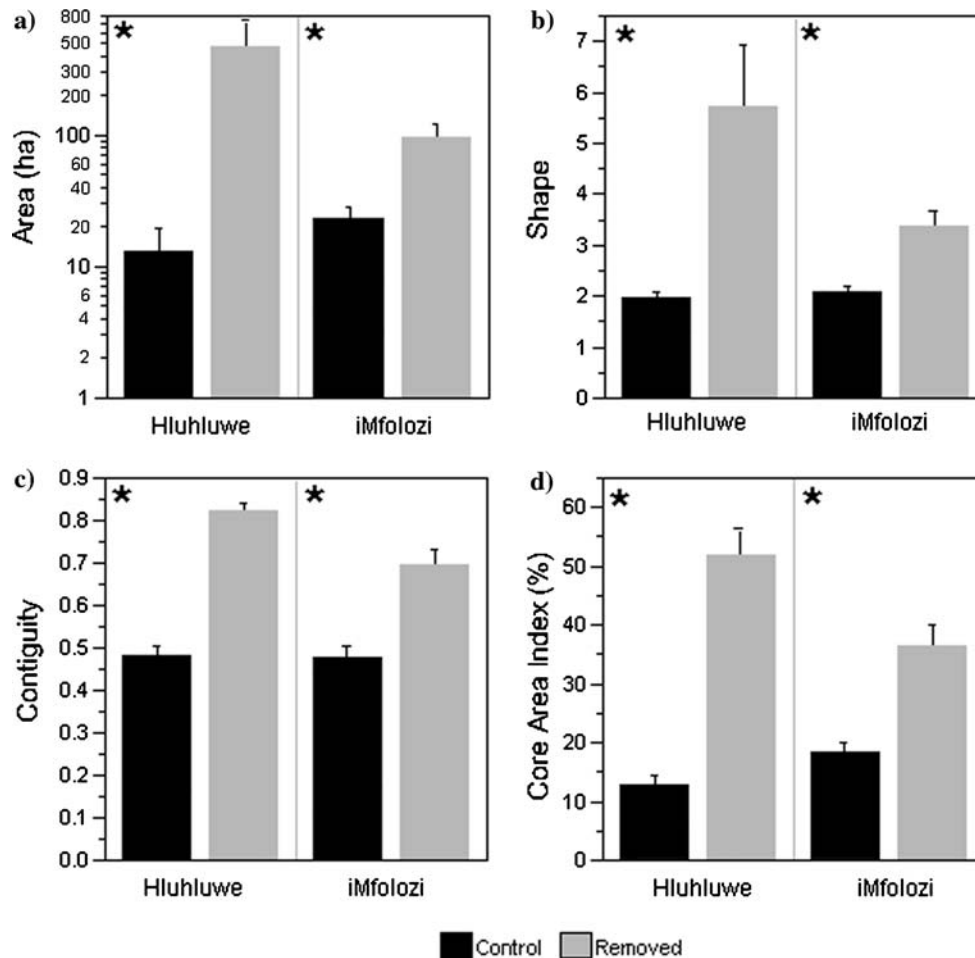 a)
Area (ha)
800
500
300
200
100
60
40
20
10
6
4
2
1
Hluhluwe
iMfolozi
b)
Shape
7
6
5
4
3
2
1
0
Hluhluwe
iMfolozi
c)
Contiguity
0.9
0.8
0.7
0.6
0.5
0.4
0.3
0.2
0.1
0.0
Hluhluwe
iMfolozi
d)
Core Area Index (%)
60
50
40
30
20
10
0
Hluhluwe
iMfolozi
Control
Removed